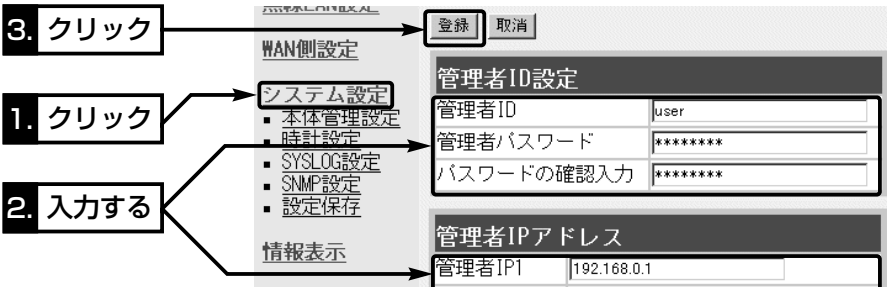 無線LAN設定
3. クリック
登録 取消
WAN側設定
管理者ID設定
システム設定
管理者ID user
1. クリック
■ 本体管理設定
■ 時計設定
管理者パスワード ********
■ SYSLOG設定
パスワードの確認入力 ********
■ SNMP設定
2. 入力する
■ 設定保存
管理者IPアドレス
情報表示
管理者IP1 192.168.0.1